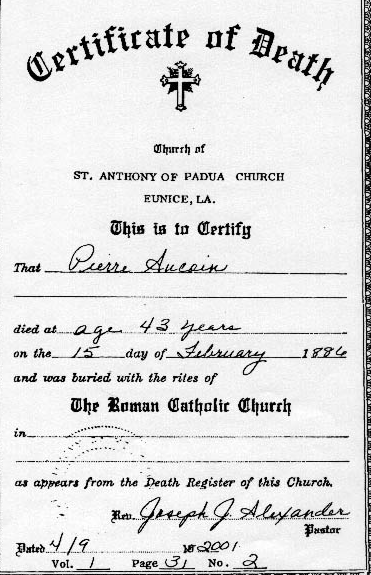 Certificate of Death
Church of
ST. ANTHONY OF PADUA CHURCH
EUNICE, LA.
This is to Certify
That Pierre Aucoin
died at age 43 years
on the 15 day of February 1886
and was buried with the rites of
The Roman Catholic Church
in
as appears from the Death Register of this Church.
Rev. Joseph J. Alexander
Pastor
Dated 4/9 2001
Vol. 1 Page 31 No. 2